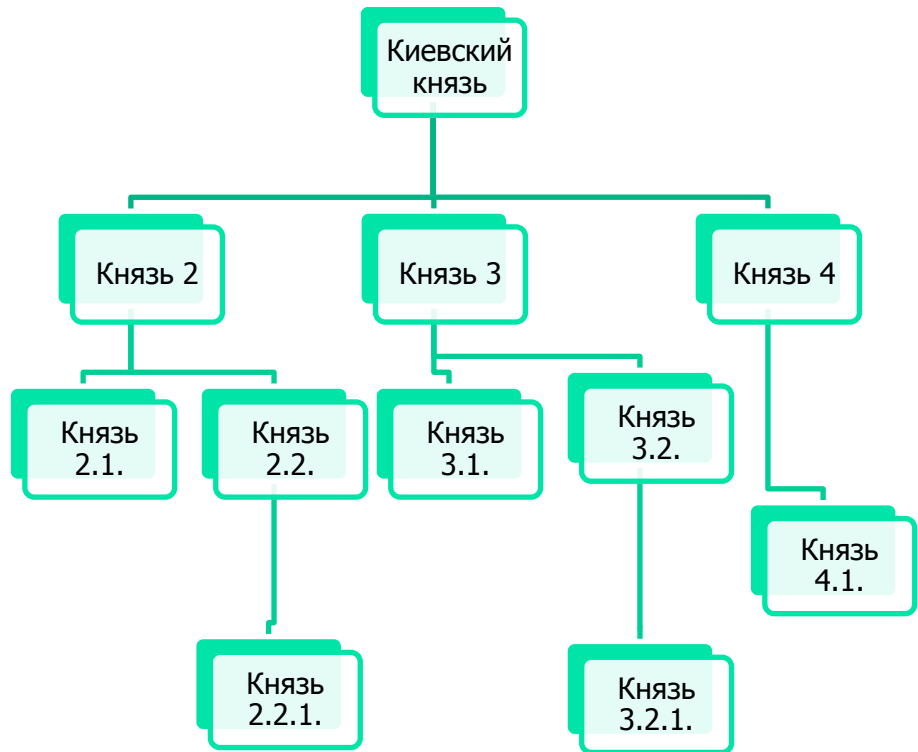 Киевский
князь
Князь 2
Князь 3
Князь 4
Князь
2.1.
Князь
2.2.
Князь
3.1.
Князь
3.2.
Князь
4.1.
Князь
2.2.1.
Князь
3.2.1.